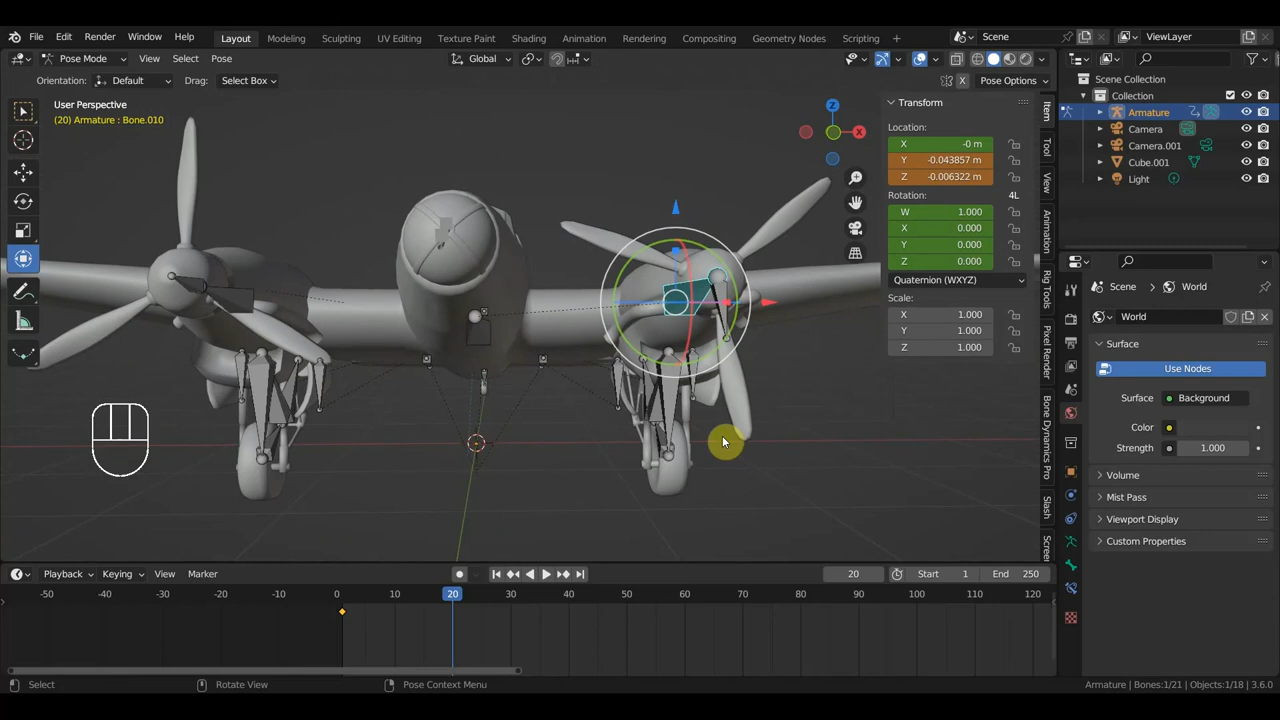 File Edit Render Window Help Layout Modeling Sculpting UV Editing Texture Paint Shading Animation Rendering Compositing Geometry Nodes Scripting + Scene ViewLayer
Pose Mode View Select Pose Global
Orientation: Default Drag: Select Box X Pose Options
User Perspective
(20) Armature : Bone.010
Z
X
Transform
Location:
X -0 m
Y -0.043857 m
Z -0.006322 m
Rotation: 4L
W 1.000
X 0.000
Y 0.000
Z 0.000
Quaternion (WXYZ)
Scale:
X 1.000
Y 1.000
Z 1.000
Item
Tool
View
Animation
Rig Tools
Pixel Render
Bone Dynamics Pro
Slash
Screen
Scene Collection
Collection
Armature
Camera
Camera.001
Cube.001
Light
Scene World
World
Surface
Use Nodes
Surface Background
Color
Strength 1.000
Volume
Mist Pass
Viewport Display
Custom Properties
Playback Keying View Marker 20 Start 1 End 250
-50 -40 -30 -20 -10 0 10 20 30 40 50 60 70 80 90 100 110 120
Select Rotate View Pose Context Menu Armature | Bones:1/21 | Objects:1/18 | 3.6.0